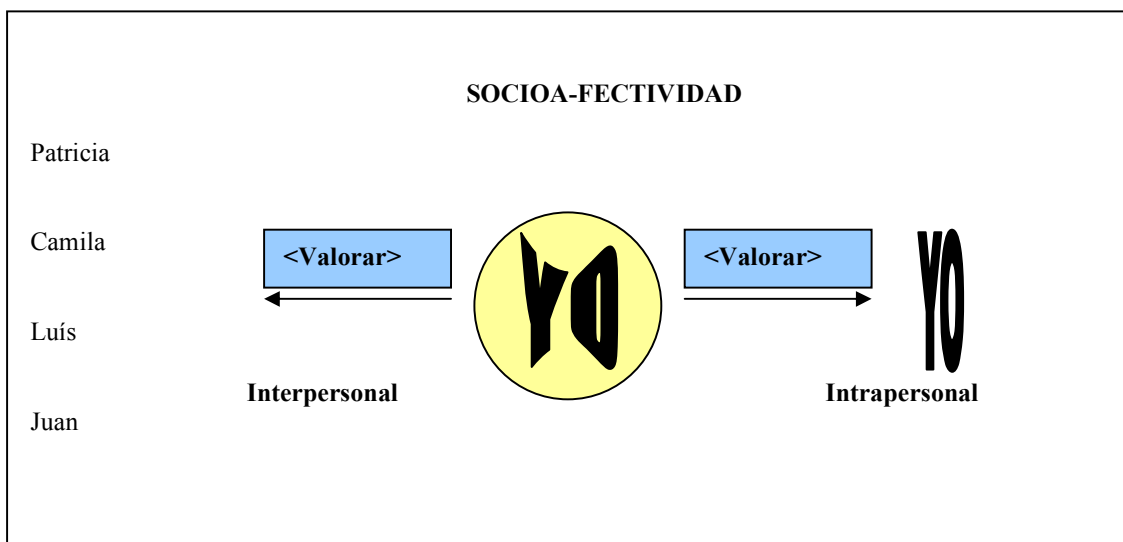 SOCIOA-FECTIVIDAD
Patricia
Camila
<Valorar>
YO
<Valorar>
YO
Luís
Interpersonal
Intrapersonal
Juan